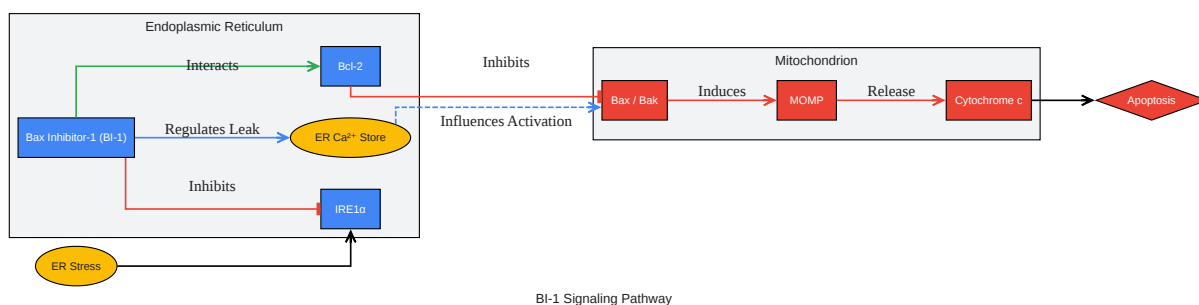 Endoplasmic Reticulum
Interacts
Bcl-2
Inhibits
Mitochondrion
Bax / Bak
Induces
MOMP
Release
Cytochrome c
Apoptosis
Bax Inhibitor-1 (BI-1)
Regulates Leak
ER Ca²⁺ Store
Influences Activation
Inhibits
IRE1α
ER Stress
BI-1 Signaling Pathway